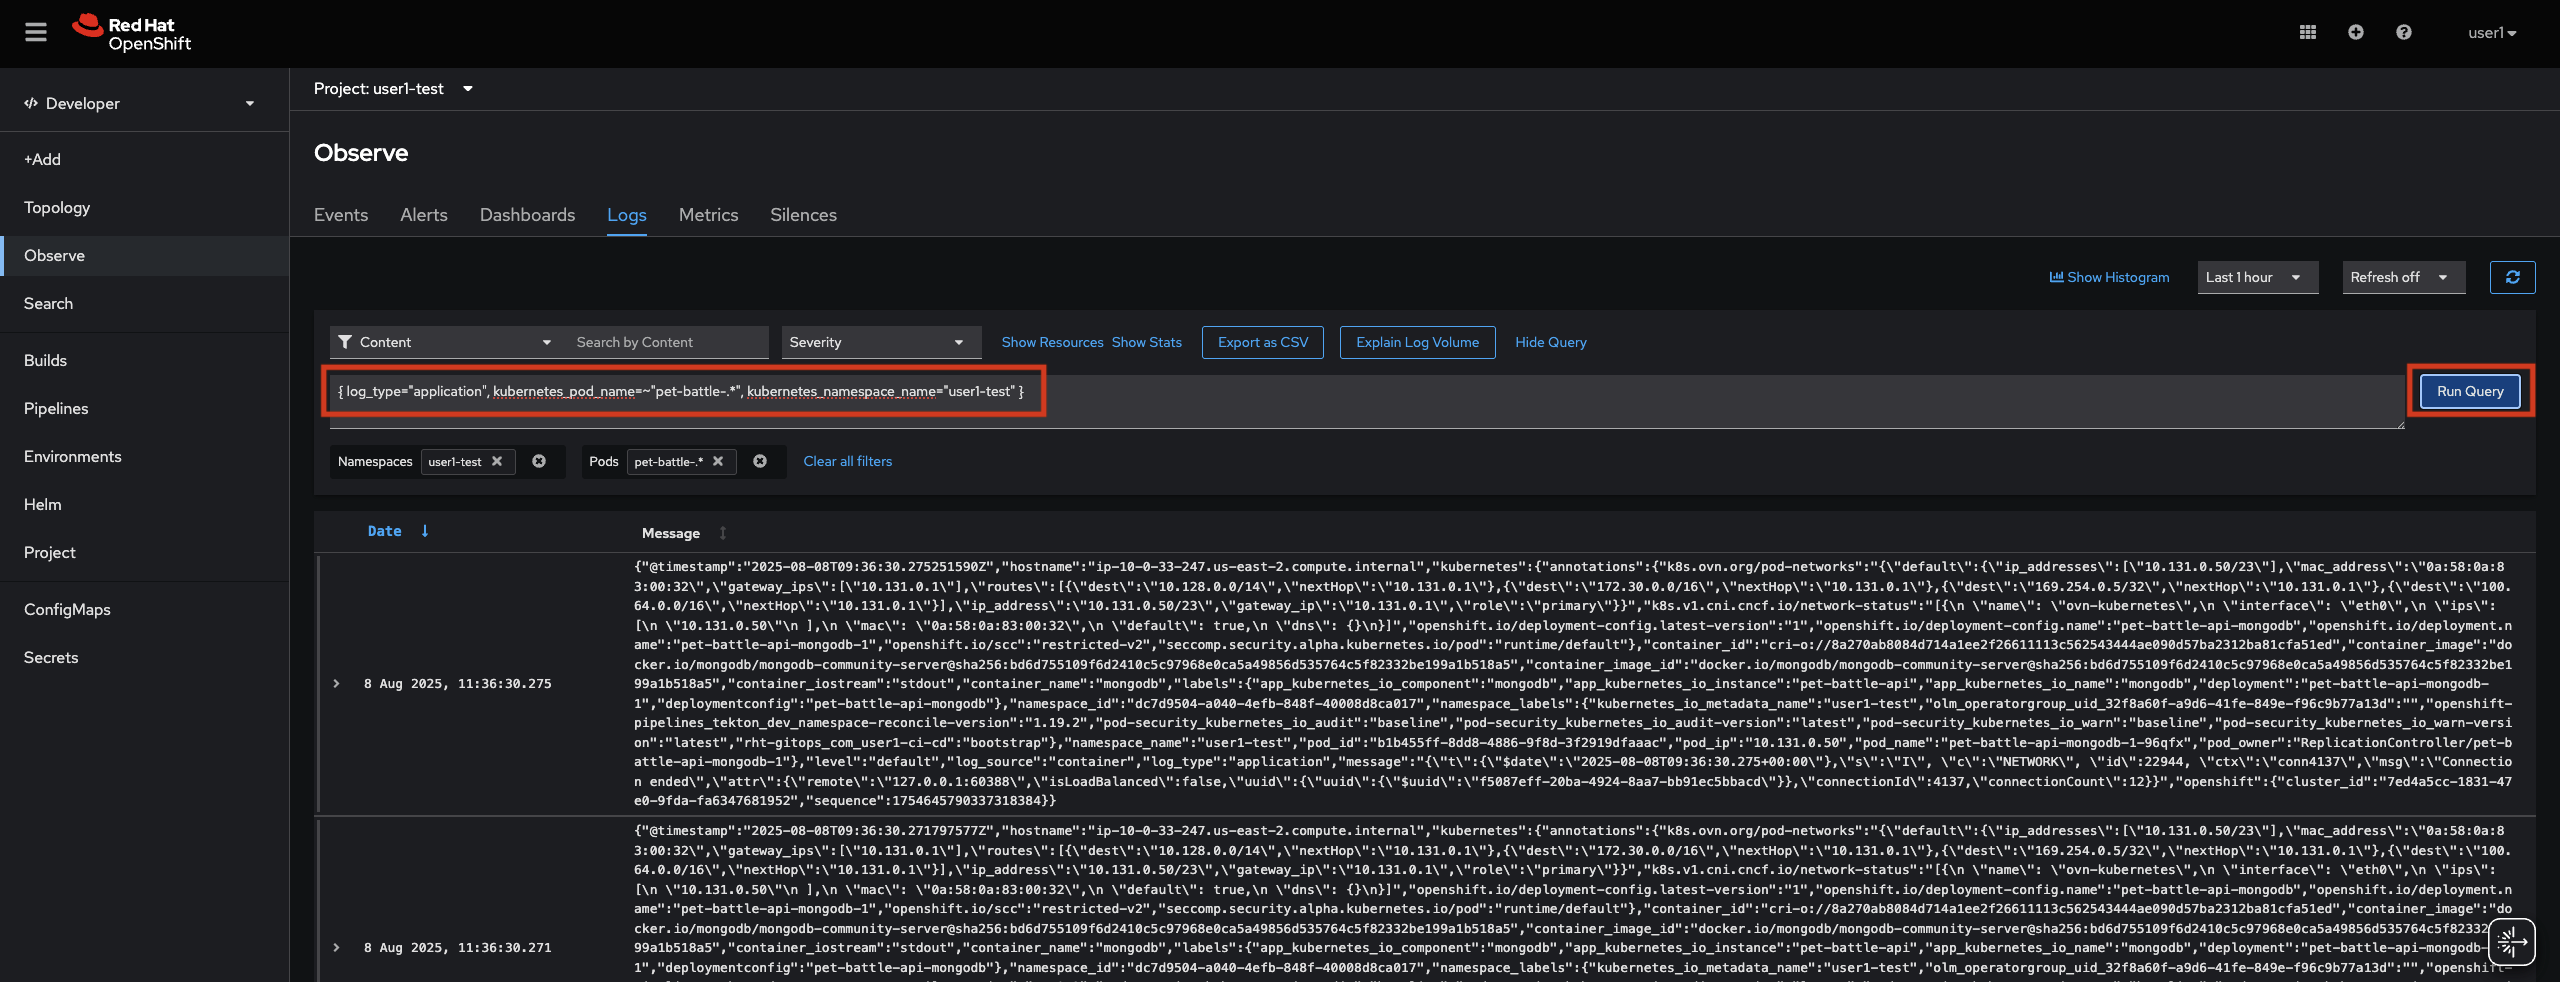 Red Hat
OpenShift
user1
Developer
Project: user1-test
+Add
Topology
Observe
Search
Builds
Pipelines
Environments
Helm
Project
ConfigMaps
Secrets
Observe
Events Alerts Dashboards Logs Metrics Silences
Show Histogram Last 1 hour Refresh off
Content Search by Content Severity Show Resources Show Stats Export as CSV Explain Log Volume Hide Query
{ log_type="application", kubernetes_pod_name=~"pet-battle-.*", kubernetes_namespace_name="user1-test" }
Run Query
Namespaces user1-test Pods pet-battle-.* Clear all filters
Date Message
{"@timestamp":"2025-08-08T09:36:30.275251590Z","hostname":"ip-10-0-33-247.us-east-2.compute.internal","kubernetes":{"annotations":{"k8s.ovn.org/pod-networks":"{\"default\":{\"ip_addresses\":[\"10.131.0.50/23\"],\"mac_address\":\"0a:58:0a:8
3:00:32\",\"gateway_ips\":[\"10.131.0.1\"],\"routes\":[{\"dest\":\"10.128.0.0/14\",\"nextHop\":\"10.131.0.1\"},{\"dest\":\"172.30.0.0/16\",\"nextHop\":\"10.131.0.1\"},{\"dest\":\"169.254.0.5/32\",\"nextHop\":\"10.131.0.1\"},{\"dest\":\"100.
64.0.0/16\",\"nextHop\":\"10.131.0.1\"}],\"ip_address\":\"10.131.0.50/23\",\"gateway_ip\":\"10.131.0.1\",\"role\":\"primary\"}}","k8s.v1.cni.cncf.io/network-status":"[{\n \"name\": \"ovn-kubernetes\",\n \"interface\": \"eth0\",\n \"ips\":
[\n \"10.131.0.50\"\n ],\n \"mac\": \"0a:58:0a:83:00:32\",\n \"default\": true,\n \"dns\": {}\n}]","openshift.io/deployment-config.latest-version":"1","openshift.io/deployment-config.name":"pet-battle-api-mongodb","openshift.io/deployment.n
ame":"pet-battle-api-mongodb-1","openshift.io/scc":"restricted-v2","seccomp.security.alpha.kubernetes.io/pod":"runtime/default"},"container_id":"cri-o://8a270ab8084d714a1ee2f26611113c562543444ae090d57ba2312ba81cfa51ed","container_image":"do
cker.io/mongodb/mongodb-community-server@sha256:bd6d755109f6d2410c5c97968e0ca5a49856d535764c5f82332be199a1b518a5","container_image_id":"docker.io/mongodb/mongodb-community-server@sha256:bd6d755109f6d2410c5c97968e0ca5a49856d535764c5f82332be1
8 Aug 2025, 11:36:30.275 99a1b518a5","container_iostream":"stdout","container_name":"mongodb","labels":{"app_kubernetes_io_component":"mongodb","app_kubernetes_io_instance":"pet-battle-api","app_kubernetes_io_name":"mongodb","deployment":"pet-battle-api-mongodb-
1","deploymentconfig":"pet-battle-api-mongodb"},"namespace_id":"dc7d9504-a040-4efb-848f-40008d8ca017","namespace_labels":{"kubernetes_io_metadata_name":"user1-test","olm_operatorgroup_uid_32f8a60f-a9d6-41fe-849e-f96c9b77a13d":"","openshift-
pipelines_tekton_dev_namespace-reconcile-version":"1.19.2","pod-security_kubernetes_io_audit":"baseline","pod-security_kubernetes_io_audit-version":"latest","pod-security_kubernetes_io_warn":"baseline","pod-security_kubernetes_io_warn-versi
on":"latest","rht-gitops_com_user1-ci-cd":"bootstrap"},"namespace_name":"user1-test","pod_id":"b1b455ff-8dd8-4886-9f8d-3f2919dfaaac","pod_ip":"10.131.0.50","pod_name":"pet-battle-api-mongodb-1-96qfx","pod_owner":"ReplicationController/pet-b
attle-api-mongodb-1"},"level":"default","log_source":"container","log_type":"application","message":"{\"t\":{\"$date\":\"2025-08-08T09:36:30.275+00:00\"},\"s\":\"I\", \"c\":\"NETWORK\", \"id\":22944, \"ctx\":\"conn4137\",\"msg\":\"Connectio
n ended\",\"attr\":{\"remote\":\"127.0.0.1:60388\",\"isLoadBalanced\":false,\"uuid\":{\"uuid\":{\"$uuid\":\"f5087eff-20ba-4924-8aa7-bb91ec5bbacd\"}},\"connectionId\":4137,\"connectionCount\":12}}","openshift":{"cluster_id":"7ed4a5cc-1831-47
e0-9fda-fa6347681952","sequence":1754645790337318384}}
{"@timestamp":"2025-08-08T09:36:30.271797577Z","hostname":"ip-10-0-33-247.us-east-2.compute.internal","kubernetes":{"annotations":{"k8s.ovn.org/pod-networks":"{\"default\":{\"ip_addresses\":[\"10.131.0.50/23\"],\"mac_address\":\"0a:58:0a:8
3:00:32\",\"gateway_ips\":[\"10.131.0.1\"],\"routes\":[{\"dest\":\"10.128.0.0/14\",\"nextHop\":\"10.131.0.1\"},{\"dest\":\"172.30.0.0/16\",\"nextHop\":\"10.131.0.1\"},{\"dest\":\"169.254.0.5/32\",\"nextHop\":\"10.131.0.1\"},{\"dest\":\"100.
64.0.0/16\",\"nextHop\":\"10.131.0.1\"}],\"ip_address\":\"10.131.0.50/23\",\"gateway_ip\":\"10.131.0.1\",\"role\":\"primary\"}}","k8s.v1.cni.cncf.io/network-status":"[{\n \"name\": \"ovn-kubernetes\",\n \"interface\": \"eth0\",\n \"ips\":
[\n \"10.131.0.50\"\n ],\n \"mac\": \"0a:58:0a:83:00:32\",\n \"default\": true,\n \"dns\": {}\n}]","openshift.io/deployment-config.latest-version":"1","openshift.io/deployment-config.name":"pet-battle-api-mongodb","openshift.io/deployment.n
ame":"pet-battle-api-mongodb-1","openshift.io/scc":"restricted-v2","seccomp.security.alpha.kubernetes.io/pod":"runtime/default"},"container_id":"cri-o://8a270ab8084d714a1ee2f26611113c562543444ae090d57ba2312ba81cfa51ed","container_image":"do
cker.io/mongodb/mongodb-community-server@sha256:bd6d755109f6d2410c5c97968e0ca5a49856d535764c5f82332be199a1b518a5","container_image_id":"docker.io/mongodb/mongodb-community-server@sha256:bd6d755109f6d2410c5c97968e0ca5a49856d535764c5f8232
8 Aug 2025, 11:36:30.271 99a1b518a5","container_iostream":"stdout","container_name":"mongodb","labels":{"app_kubernetes_io_component":"mongodb","app_kubernetes_io_instance":"pet-battle-api","app_kubernetes_io_name":"mongodb","deployment":"pet-battle-api-mongodb-
1","deploymentconfig":"pet-battle-api-mongodb"},"namespace_id":"dc7d9504-a040-4efb-848f-40008d8ca017","namespace_labels":{"kubernetes_io_metadata_name":"user1-test","olm_operatorgroup_uid_32f8a60f-a9d6-41fe-849e-f96c9b77a13d":"","openshift-